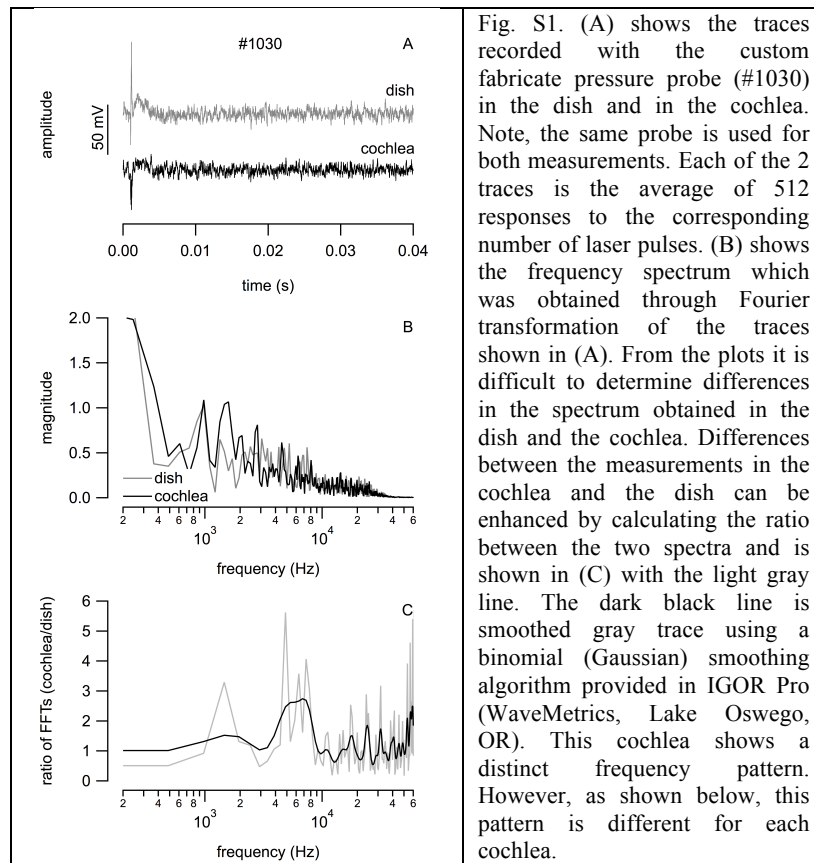 #1030
A
dish
cochlea
amplitude
50 mV
0.00 0.01 0.02 0.03 0.04
time (s)
B
2.0
1.5
1.0
0.5
0.0
magnitude
dish
cochlea
2 4 6 8 10³ 2 4 6 8 10⁴ 2 4 6
frequency (Hz)
C
6
5
4
3
2
1
0
ratio of FFTs (cochlea/dish)
2 4 6 8 10³ 2 4 6 8 10⁴ 2 4 6
frequency (Hz)
Fig. S1. (A) shows the traces
recorded with the custom
fabricate pressure probe (#1030)
in the dish and in the cochlea.
Note, the same probe is used for
both measurements. Each of the 2
traces is the average of 512
responses to the corresponding
number of laser pulses. (B) shows
the frequency spectrum which
was obtained through Fourier
transformation of the traces
shown in (A). From the plots it is
difficult to determine differences
in the spectrum obtained in the
dish and the cochlea. Differences
between the measurements in the
cochlea and the dish can be
enhanced by calculating the ratio
between the two spectra and is
shown in (C) with the light gray
line. The dark black line is
smoothed gray trace using a
binomial (Gaussian) smoothing
algorithm provided in IGOR Pro
(WaveMetrics, Lake Oswego,
OR). This cochlea shows a
distinct frequency pattern.
However, as shown below, this
pattern is different for each
cochlea.